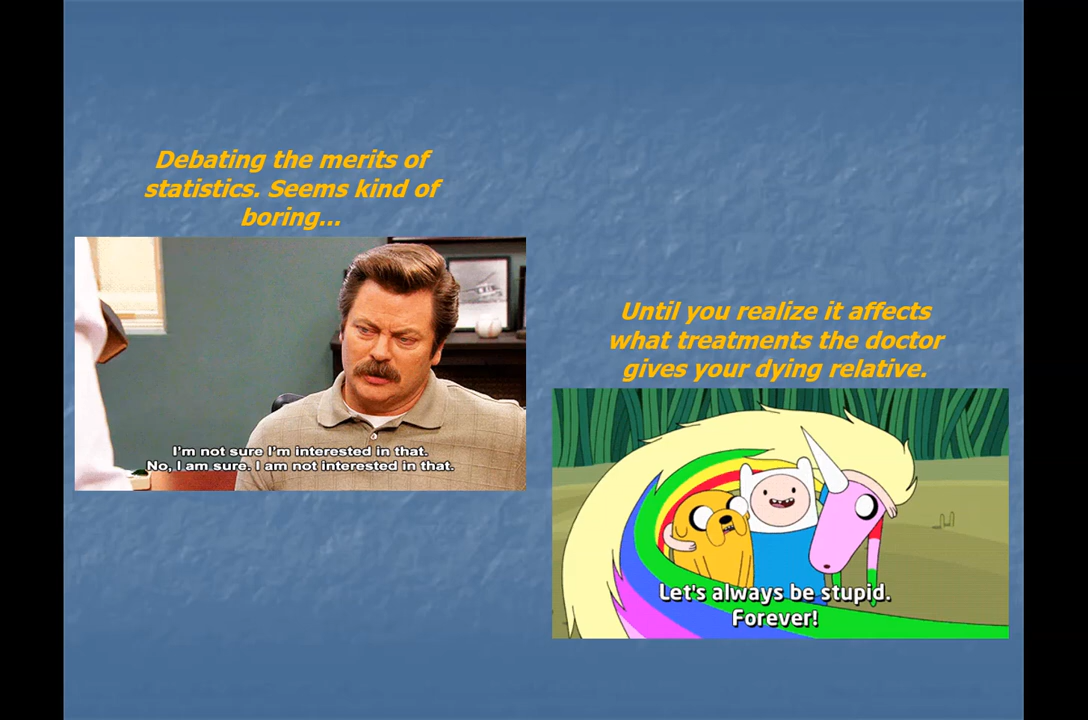 Debating the merits of
statistics. Seems kind of
boring...
I'm not sure I'm interested in that.
No, I am sure. I am not interested in that.
Until you realize it affects
what treatments the doctor
gives your dying relative.
Let's always be stupid.
Forever!